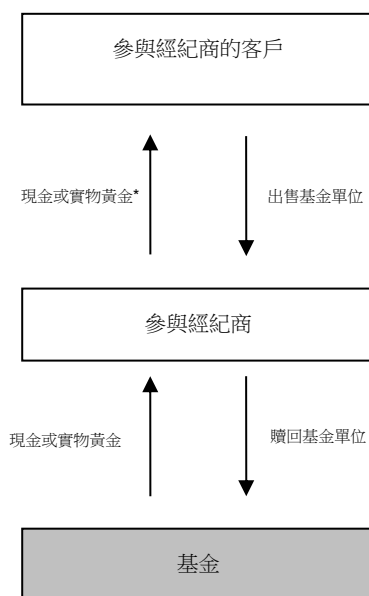 參與經紀商的客戶
現金或實物黃金*
出售基金單位
參與經紀商
現金或實物黃金
贖回基金單位
基金